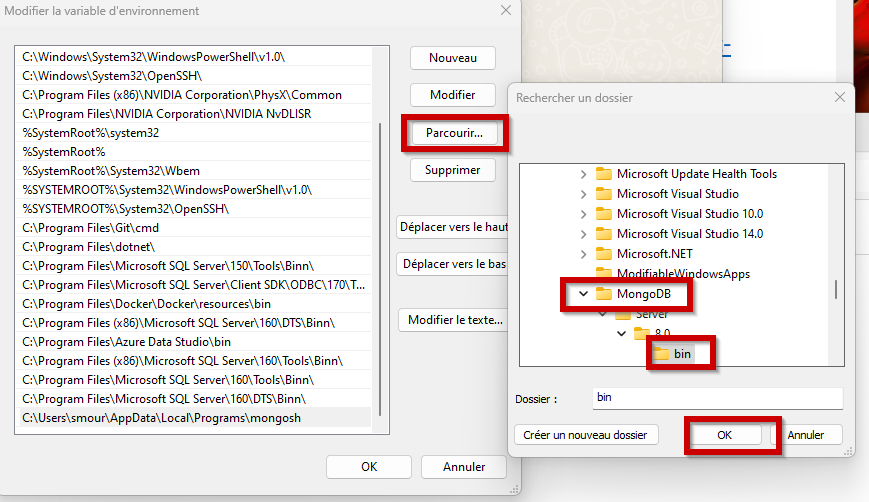 Modifier la variable d'environnement
C:\Windows\System32\WindowsPowerShell\v1.0\
C:\Windows\System32\OpenSSH\
C:\Program Files (x86)\NVIDIA Corporation\PhysX\Common
C:\Program Files\NVIDIA Corporation\NVIDIA NvDLISR
%SystemRoot%\system32
%SystemRoot%
%SystemRoot%\System32\Wbem
%SYSTEMROOT%\System32\WindowsPowerShell\v1.0\
%SYSTEMROOT%\System32\OpenSSH\
C:\Program Files\Git\cmd
C:\Program Files\dotnet\
C:\Program Files\Microsoft SQL Server\150\Tools\Binn\
C:\Program Files\Microsoft SQL Server\Client SDK\ODBC\170\T...
C:\Program Files\Docker\Docker\resources\bin
C:\Program Files (x86)\Microsoft SQL Server\160\DTS\Binn\
C:\Program Files\Azure Data Studio\bin
C:\Program Files (x86)\Microsoft SQL Server\160\Tools\Binn\
C:\Program Files\Microsoft SQL Server\160\Tools\Binn\
C:\Program Files\Microsoft SQL Server\160\DTS\Binn\
C:\Users\smour\AppData\Local\Programs\mongosh
Nouveau
Modifier
Parcourir...
Supprimer
Déplacer vers le haut
Déplacer vers le bas
Modifier le texte...
OK
Annuler
Rechercher un dossier
Microsoft Update Health Tools
Microsoft Visual Studio
Microsoft Visual Studio 10.0
Microsoft Visual Studio 14.0
Microsoft.NET
ModifiableWindowsApps
MongoDB
Server
8.0
bin
Dossier :
bin
Créer un nouveau dossier
OK
Annuler